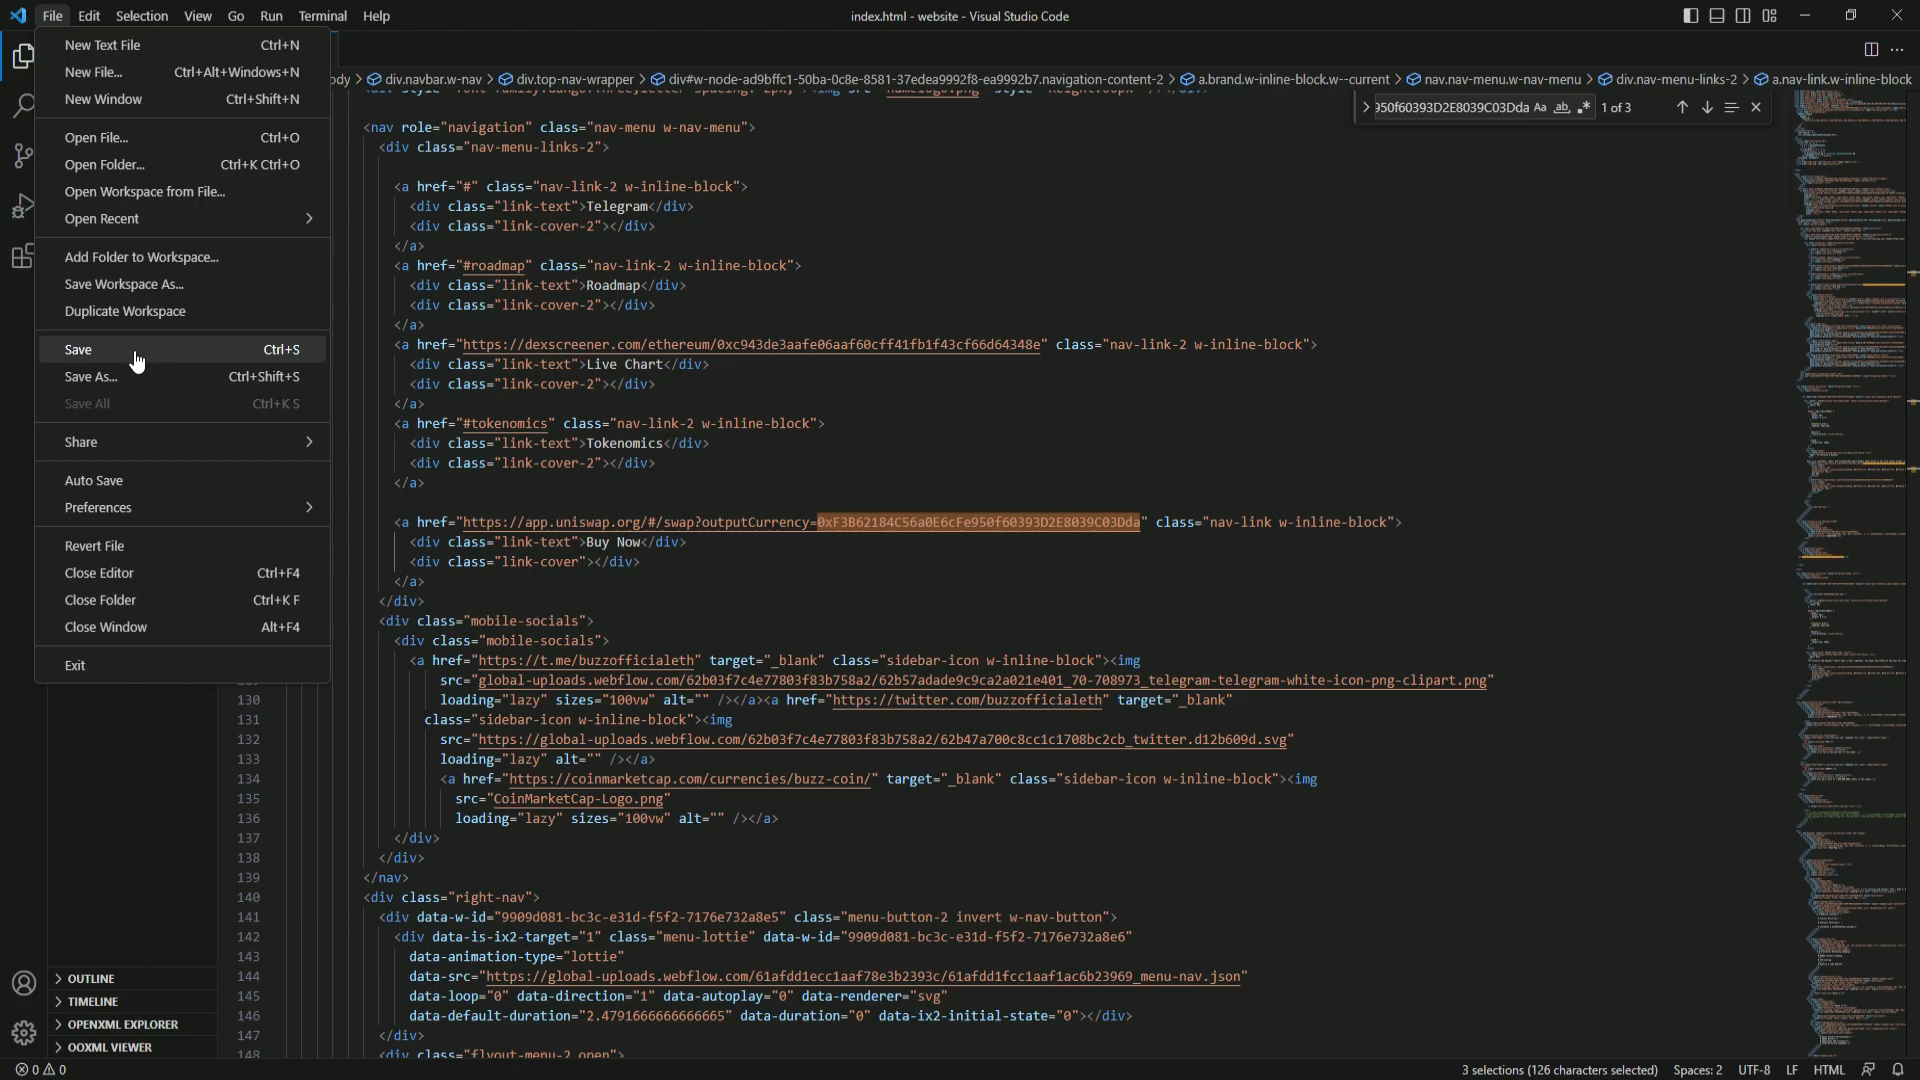 File Edit Selection View Go Run Terminal Help
index.html - website - Visual Studio Code
New Text File Ctrl+N
New File... Ctrl+Alt+Windows+N
New Window Ctrl+Shift+N
Open File... Ctrl+O
Open Folder... Ctrl+K Ctrl+O
Open Workspace from File...
Open Recent
Add Folder to Workspace...
Save Workspace As...
Duplicate Workspace
Save Ctrl+S
Save As... Ctrl+Shift+S
Save All Ctrl+K S
Share
Auto Save
Preferences
Revert File
Close Editor Ctrl+F4
Close Folder Ctrl+K F
Close Window Alt+F4
Exit
ody > div.navbar.w-nav > div.top-nav-wrapper > div#w-node-ad9bffc1-50ba-0c8e-8581-37edea9992f8-ea9992b7.navigation-content-2 > a.brand.w-inline-block.w--current > nav.nav-menu.w-nav-menu > div.nav-menu-links-2 > a.nav-link.w-inline-block
950f60393D2E8039C03Dda Aa ab 1 of 3
<nav role="navigation" class="nav-menu w-nav-menu">
<div class="nav-menu-links-2">
<a href="#" class="nav-link-2 w-inline-block">
<div class="link-text">Telegram</div>
<div class="link-cover-2"></div>
</a>
<a href="#roadmap" class="nav-link-2 w-inline-block">
<div class="link-text">Roadmap</div>
<div class="link-cover-2"></div>
</a>
<a href="https://dexscreener.com/ethereum/0xc943de3aafe06aaf60cff41fb1f43cf66d64348e" class="nav-link-2 w-inline-block">
<div class="link-text">Live Chart</div>
<div class="link-cover-2"></div>
</a>
<a href="#tokenomics" class="nav-link-2 w-inline-block">
<div class="link-text">Tokenomics</div>
<div class="link-cover-2"></div>
</a>
<a href="https://app.uniswap.org/#/swap?outputCurrency=0xF3B62184C56a0E6cFe950f60393D2E8039C03Dda" class="nav-link w-inline-block">
<div class="link-text">Buy Now</div>
<div class="link-cover"></div>
</a>
</div>
<div class="mobile-socials">
<div class="mobile-socials">
<a href="https://t.me/buzzofficialeth" target="_blank" class="sidebar-icon w-inline-block"><img
src="global-uploads.webflow.com/62b03f7c4e77803f83b758a2/62b57adade9c9ca2a021e401_70-708973_telegram-telegram-white-icon-png-clipart.png"
130 loading="lazy" sizes="100vw" alt="" /></a><a href="https://twitter.com/buzzofficialeth" target="_blank"
131 class="sidebar-icon w-inline-block"><img
132 src="https://global-uploads.webflow.com/62b03f7c4e77803f83b758a2/62b47a700c8cc1c1708bc2cb_twitter.d12b609d.svg"
133 loading="lazy" alt="" /></a>
134 <a href="https://coinmarketcap.com/currencies/buzz-coin/" target="_blank" class="sidebar-icon w-inline-block"><img
135 src="CoinMarketCap-Logo.png"
136 loading="lazy" sizes="100vw" alt="" /></a>
137 </div>
138 </div>
139 </nav>
140 <div class="right-nav">
141 <div data-w-id="9909d081-bc3c-e31d-f5f2-7176e732a8e5" class="menu-button-2 invert w-nav-button">
142 <div data-is-ix2-target="1" class="menu-lottie" data-w-id="9909d081-bc3c-e31d-f5f2-7176e732a8e6"
143 data-animation-type="lottie"
144 data-src="https://global-uploads.webflow.com/61afdd1ecc1aaf78e3b2393c/61afdd1fcc1aaf1ac6b23969_menu-nav.json"
145 data-loop="0" data-direction="1" data-autoplay="0" data-renderer="svg"
146 data-default-duration="2.4791666666666665" data-duration="0" data-ix2-initial-state="0"></div>
147 </div>
148 <div class="flyout-menu-2 open">
OUTLINE
TIMELINE
OPENXML EXPLORER
OOXML VIEWER
0 0
3 selections (126 characters selected) Spaces: 2 UTF-8 LF HTML